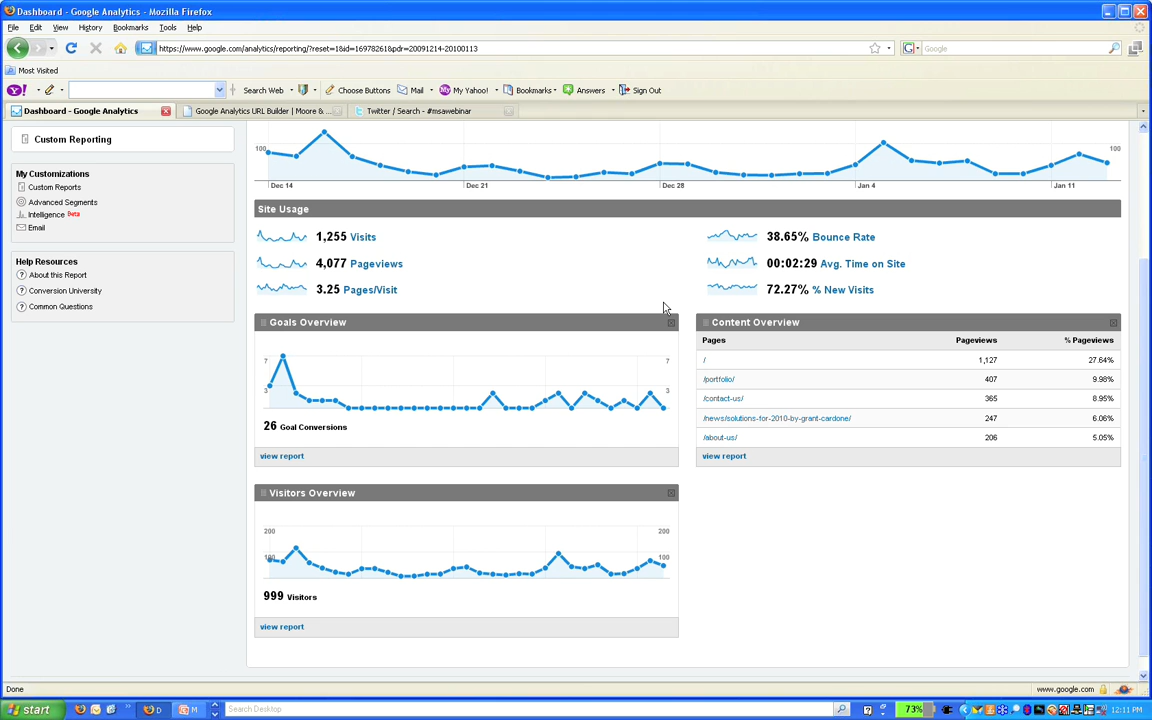 Dashboard - Google Analytics - Mozilla Firefox
File Edit View History Bookmarks Tools Help
https://www.google.com/analytics/reporting/?reset=1&id=16978261&pdr=20091214-20100113
Google
Most Visited
Y! Search Web Choose Buttons Mail My Yahoo! Bookmarks Answers Sign Out
Dashboard - Google Analytics
Google Analytics URL Builder | Moore & ...
Twitter / Search - #msawebinar
Custom Reporting
My Customizations
Custom Reports
Advanced Segments
Intelligence Beta
Email
Help Resources
About this Report
Conversion University
Common Questions
100 100
Dec 14 Dec 21 Dec 28 Jan 4 Jan 11
Site Usage
1,255 Visits
4,077 Pageviews
3.25 Pages/Visit
38.65% Bounce Rate
00:02:29 Avg. Time on Site
72.27% % New Visits
Goals Overview
7 7
3 3
26 Goal Conversions
view report
Content Overview
Pages Pageviews % Pageviews
/ 1,127 27.64%
/portfolio/ 407 9.98%
/contact-us/ 365 8.95%
/news/solutions-for-2010-by-grant-cardone/ 247 6.06%
/about-us/ 206 5.05%
view report
Visitors Overview
200 200
100 100
999 Visitors
view report
Done
www.google.com
start D M Search Desktop 73% 12:11 PM